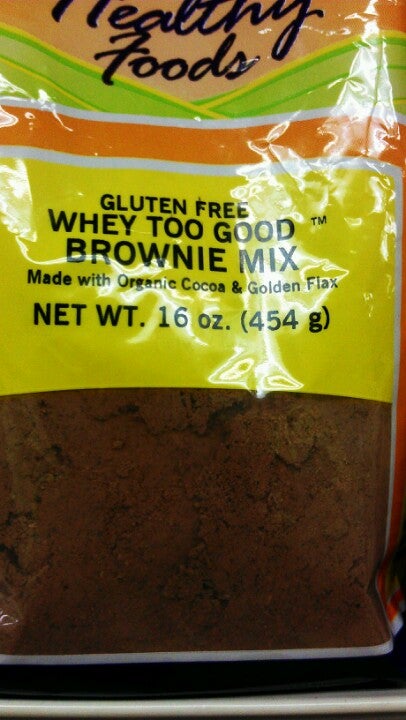 Healthy
Foods
GLUTEN FREE
WHEY TOO GOOD ™
BROWNIE MIX
Made with Organic Cocoa & Golden Flax
NET WT. 16 oz. (454 g)